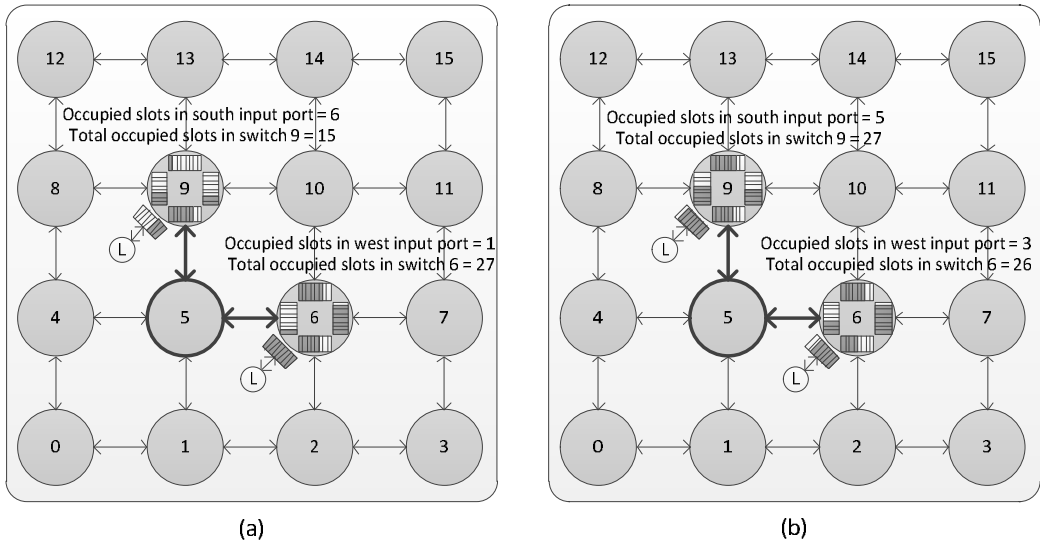 12 13 14 15
Occupied slots in south input port = 6
Total occupied slots in switch 9 = 15
8 9 10 11
L
Occupied slots in west input port = 1
Total occupied slots in switch 6 = 27
4 5 6 7
L
0 1 2 3
(a)
12 13 14 15
Occupied slots in south input port = 5
Total occupied slots in switch 9 = 27
8 9 10 11
L
Occupied slots in west input port = 3
Total occupied slots in switch 6 = 26
4 5 6 7
L
0 1 2 3
(b)